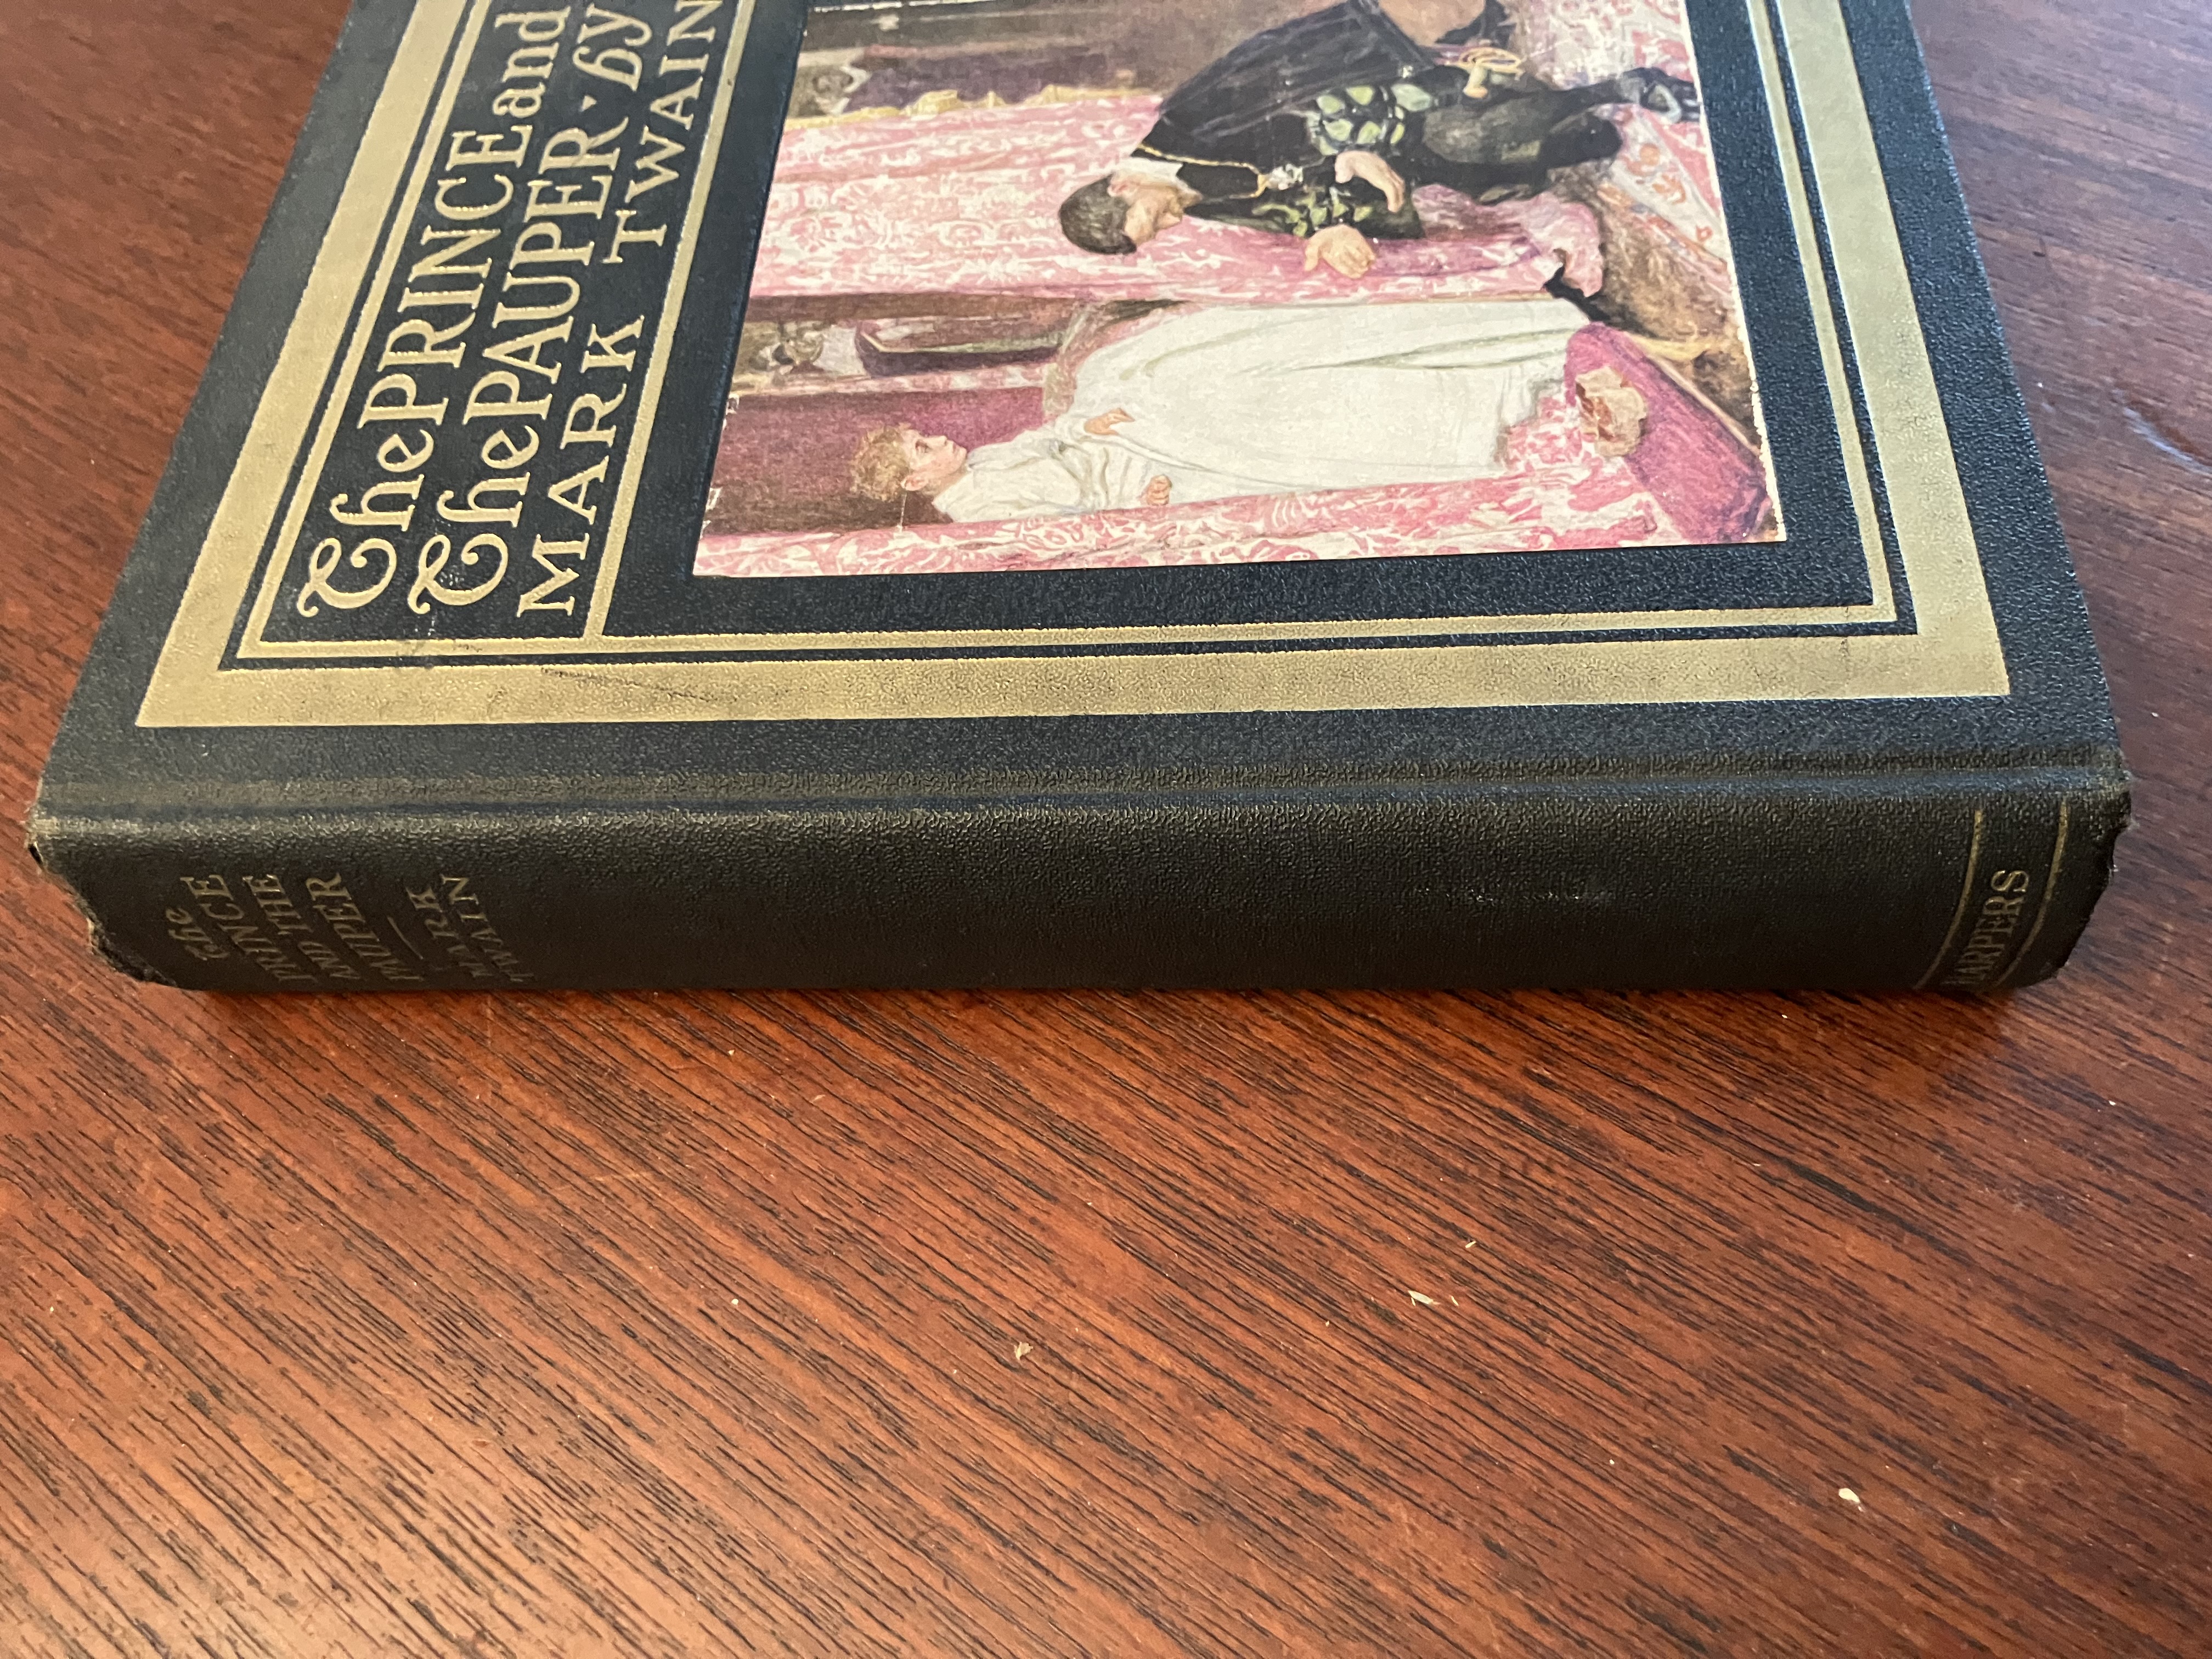 The PRINCE and
The PAUPER · by
MARK TWAIN
The
PRINCE
AND THE
PAUPER
MARK
TWAIN
HARPERS